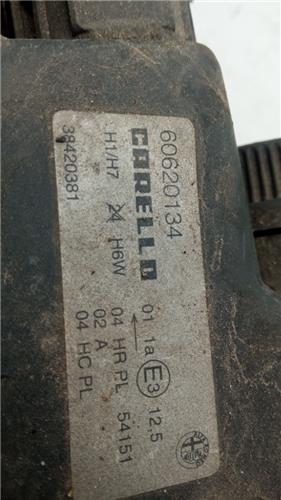 60620134
CARELLO
H1/H7 24 H6W
38420381
01 1a E3 12,5
04 HR PL 54151
02 A
04 HC PL